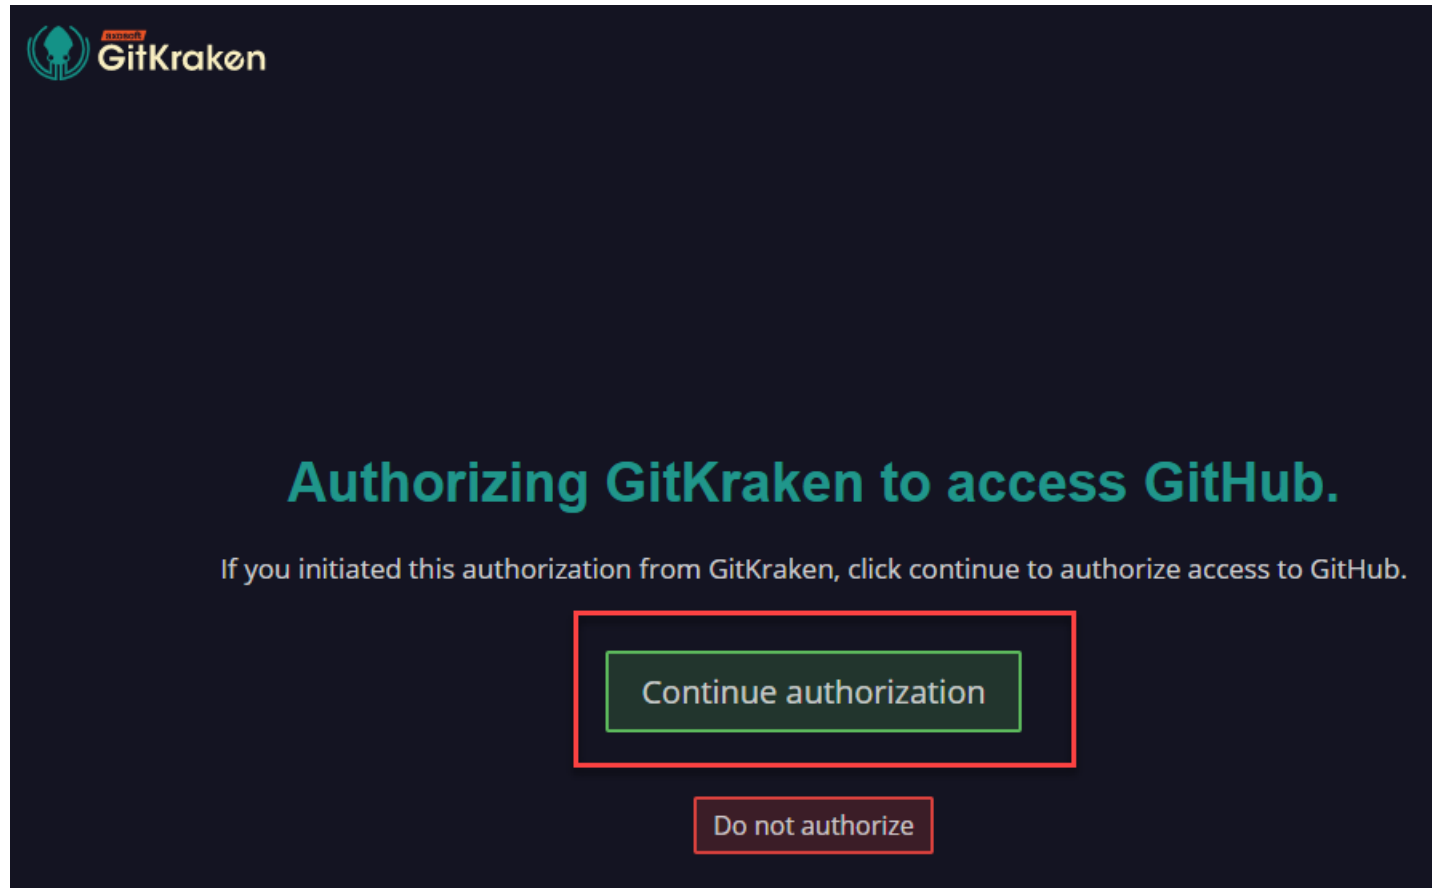 axosoft
GitKraken
Authorizing GitKraken to access GitHub.
If you initiated this authorization from GitKraken, click continue to authorize access to GitHub.
Continue authorization
Do not authorize